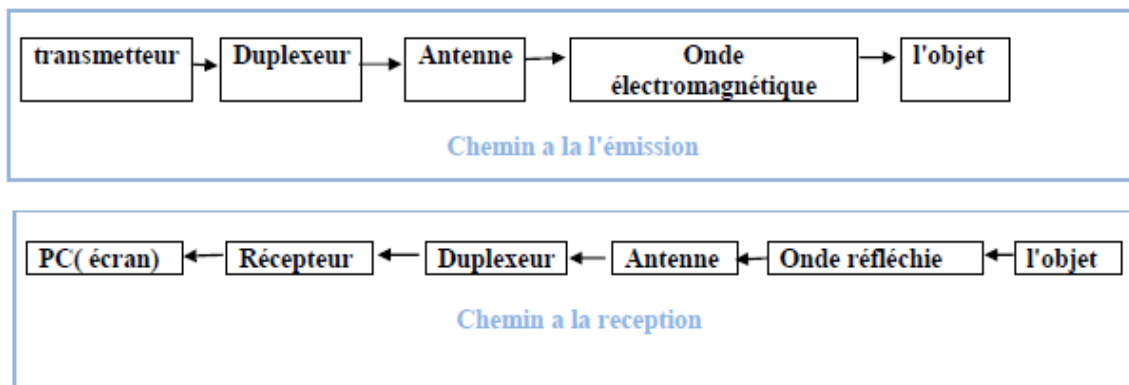 transmetteur Duplexeur Antenne Onde l'objet
électromagnétique
Chemin a la l'émission
PC( écran) Récepteur Duplexeur Antenne Onde réfléchie l'objet
Chemin a la reception